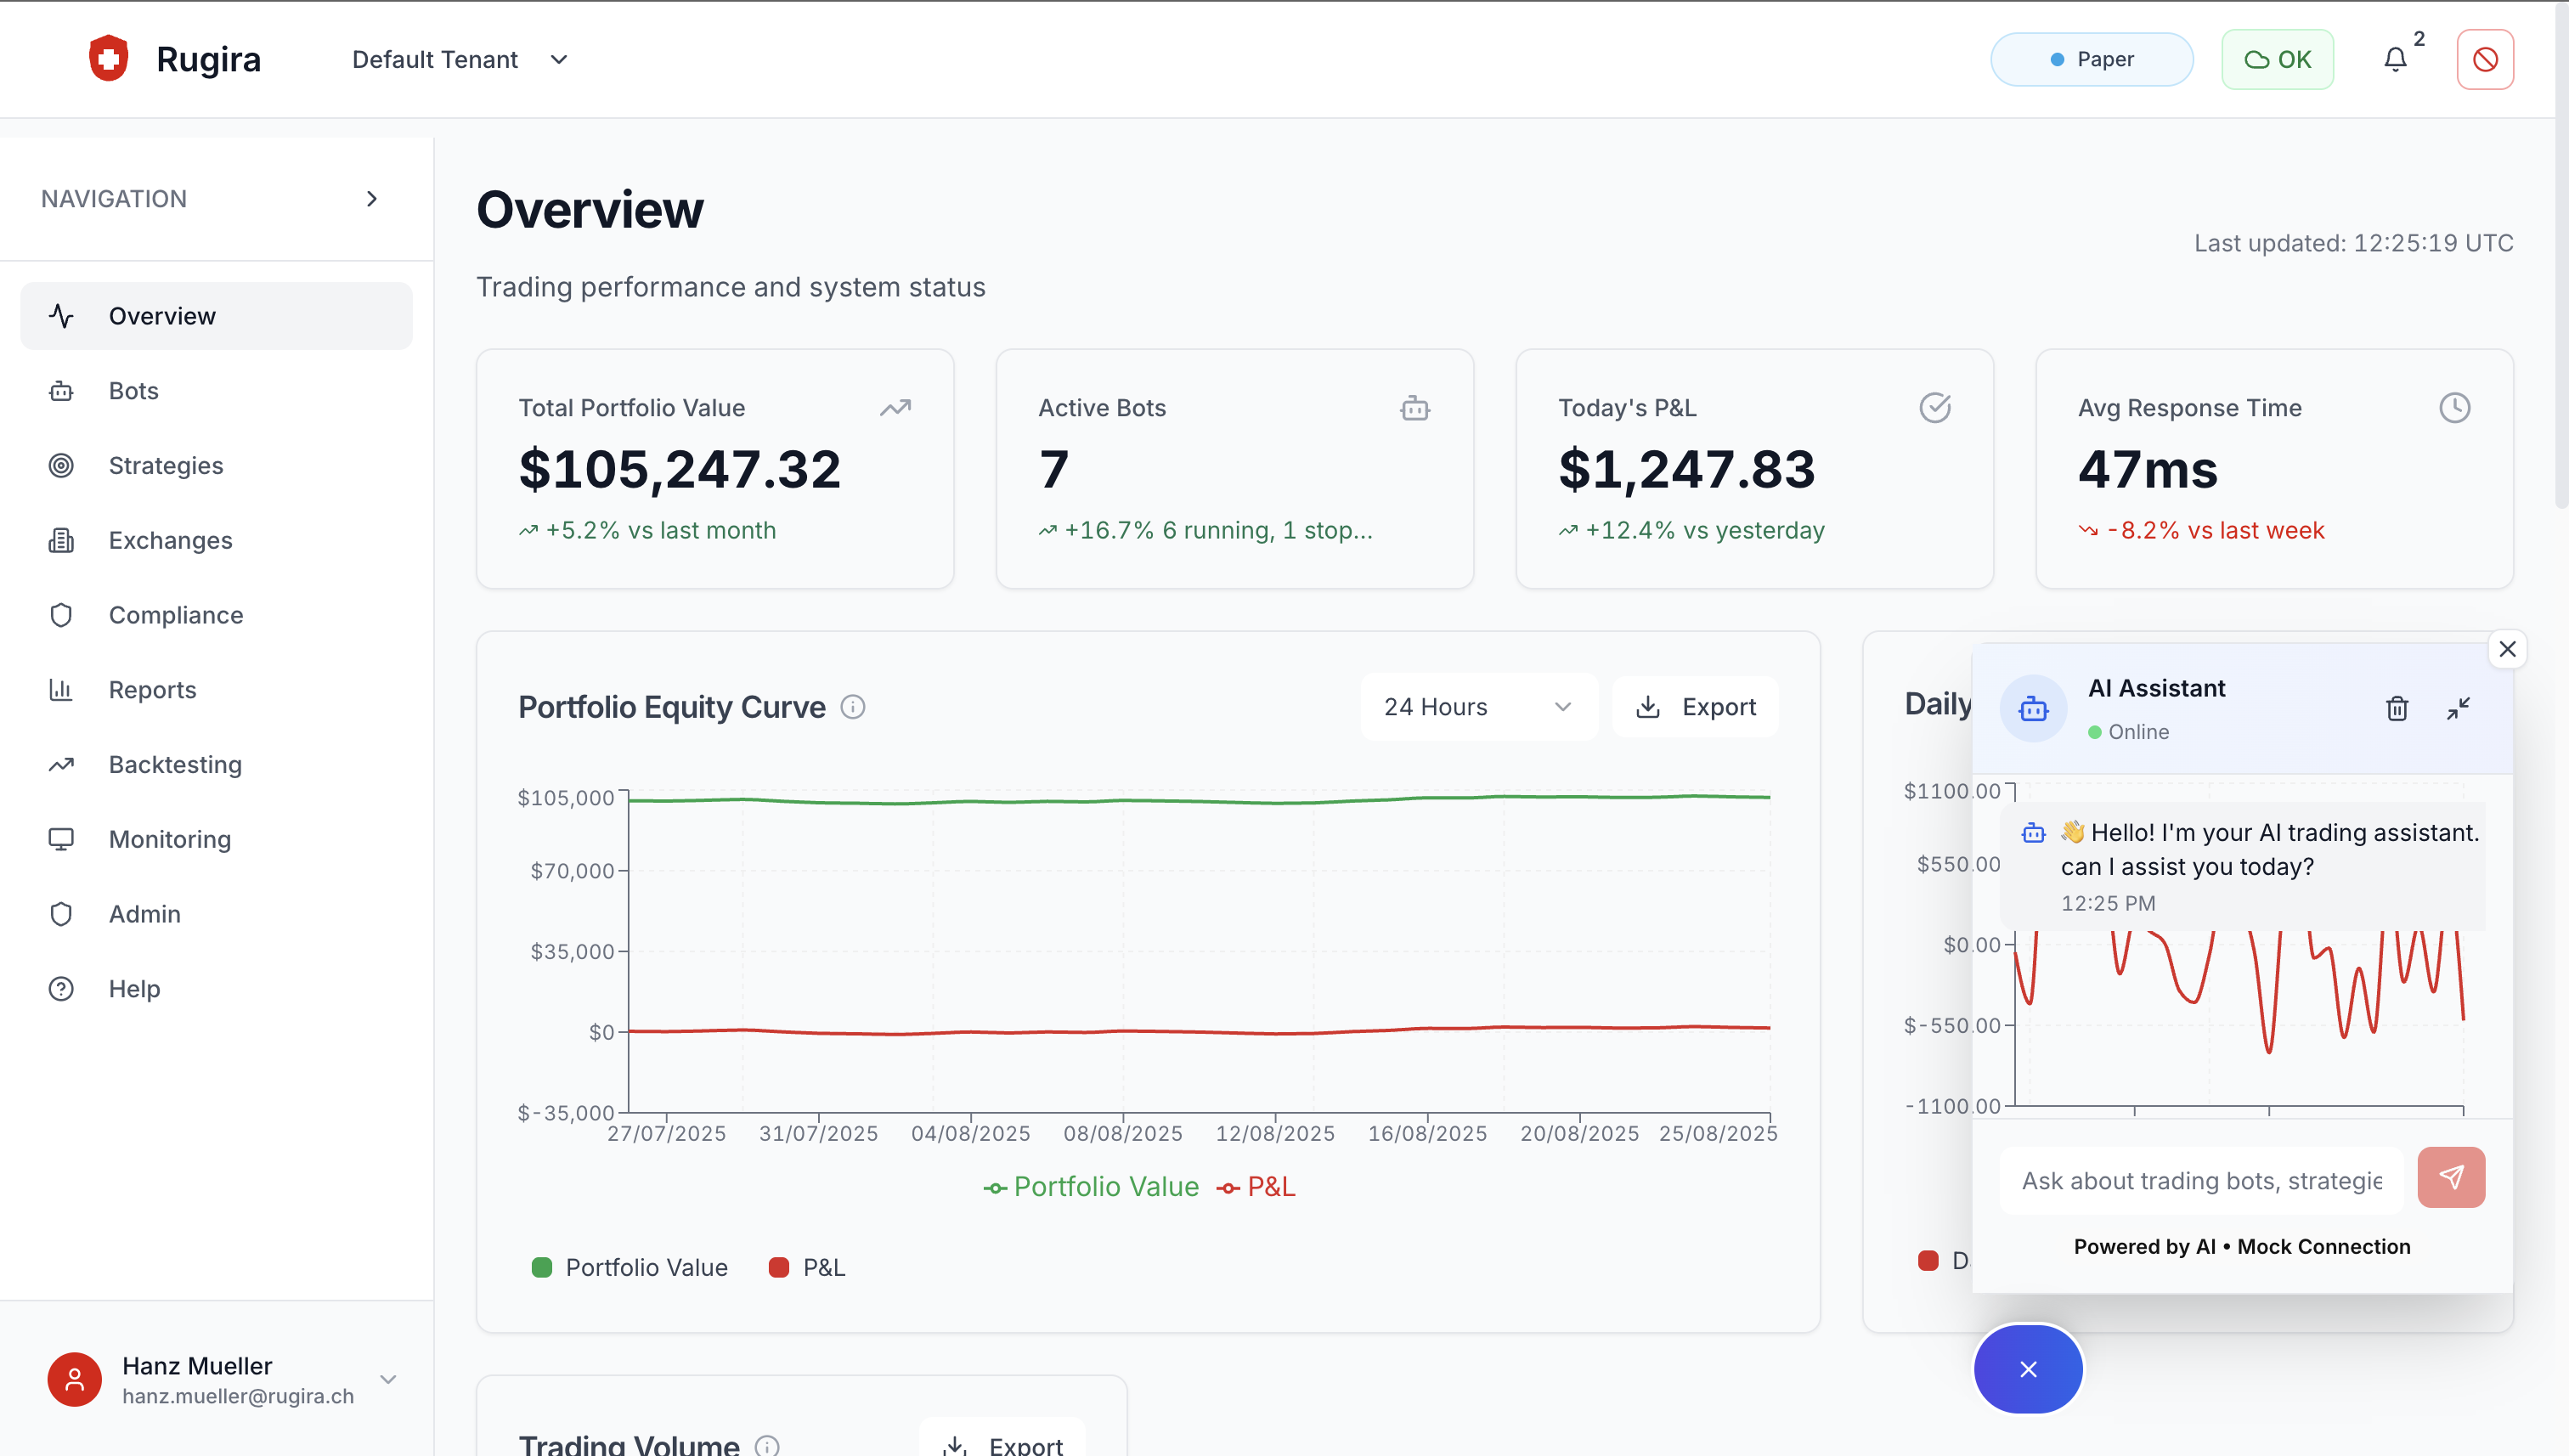 Rugira
Default Tenant
Paper
OK
2
NAVIGATION
Overview
Bots
Strategies
Exchanges
Compliance
Reports
Backtesting
Monitoring
Admin
Help
Hanz Mueller
hanz.mueller@rugira.ch
Overview
Trading performance and system status
Last updated: 12:25:19 UTC
Total Portfolio Value
$105,247.32
+5.2% vs last month
Active Bots
7
+16.7% 6 running, 1 stop...
Today's P&L
$1,247.83
+12.4% vs yesterday
Avg Response Time
47ms
-8.2% vs last week
Portfolio Equity Curve
24 Hours
Export
$105,000
$70,000
$35,000
$0
$-35,000
27/07/2025 31/07/2025 04/08/2025 08/08/2025 12/08/2025 16/08/2025 20/08/2025 25/08/2025
Portfolio Value P&L
Portfolio Value P&L
Daily
$1100.00
$550.00
$0.00
$-550.00
-1100.00
D
AI Assistant
Online
👋 Hello! I'm your AI trading assistant.
can I assist you today?
12:25 PM
Ask about trading bots, strategie
Powered by AI • Mock Connection
Trading Volume
Export